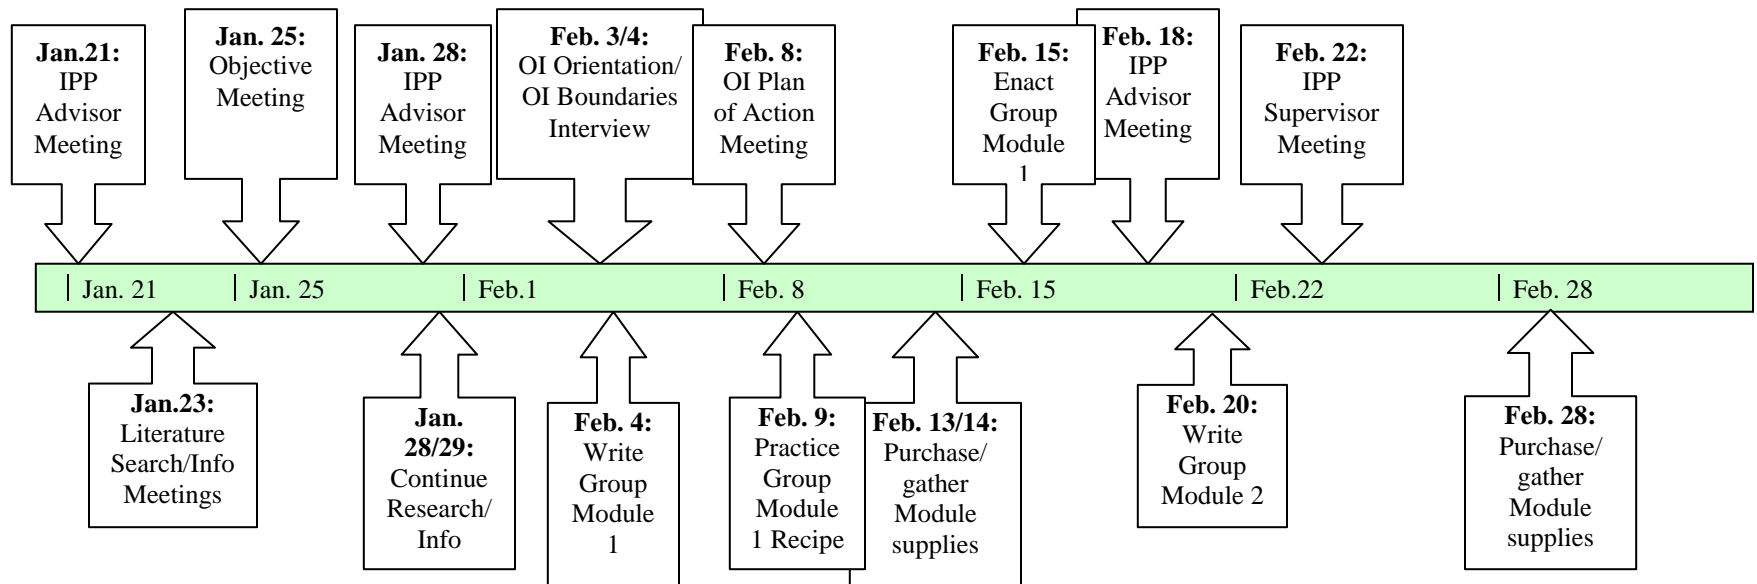 Jan.21:
IPP
Advisor
Meeting
Jan. 25:
Objective
Meeting
Jan. 28:
IPP
Advisor
Meeting
Feb. 3/4:
OI Orientation/
OI Boundaries
Interview
Feb. 8:
OI Plan
of Action
Meeting
Feb. 15:
Enact
Group
Module
1
Feb. 18:
IPP
Advisor
Meeting
Feb. 22:
IPP
Supervisor
Meeting
Jan. 21
Jan. 25
Feb.1
Feb. 8
Feb. 15
Feb.22
Feb. 28
Jan.23:
Literature
Search/Info
Meetings
Jan.
28/29:
Continue
Research/
Info
Feb. 4:
Write
Group
Module
1
Feb. 9:
Practice
Group
Module
1 Recipe
Feb. 13/14:
Purchase/
gather
Module
supplies
Feb. 20:
Write
Group
Module 2
Feb. 28:
Purchase/
gather
Module
supplies